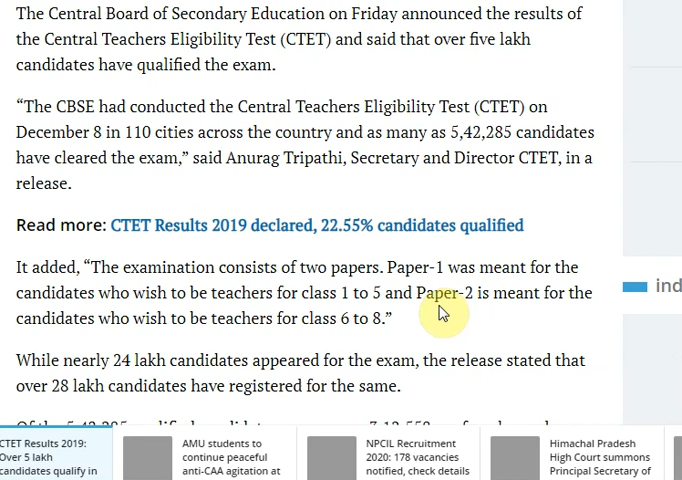 The Central Board of Secondary Education on Friday announced the results of
the Central Teachers Eligibility Test (CTET) and said that over five lakh
candidates have qualified the exam.
“The CBSE had conducted the Central Teachers Eligibility Test (CTET) on
December 8 in 110 cities across the country and as many as 5,42,285 candidates
have cleared the exam,” said Anurag Tripathi, Secretary and Director CTET, in a
release.
Read more: CTET Results 2019 declared, 22.55% candidates qualified
It added, “The examination consists of two papers. Paper-1 was meant for the
candidates who wish to be teachers for class 1 to 5 and Paper-2 is meant for the
candidates who wish to be teachers for class 6 to 8.”
ind
While nearly 24 lakh candidates appeared for the exam, the release stated that
over 28 lakh candidates have registered for the same.
CTET Results 2019:
Over 5 lakh
candidates qualify in
AMU students to
continue peaceful
anti-CAA agitation at
NPCIL Recruitment
2020: 178 vacancies
notified, check details
Himachal Pradesh
High Court summons
Principal Secretary of